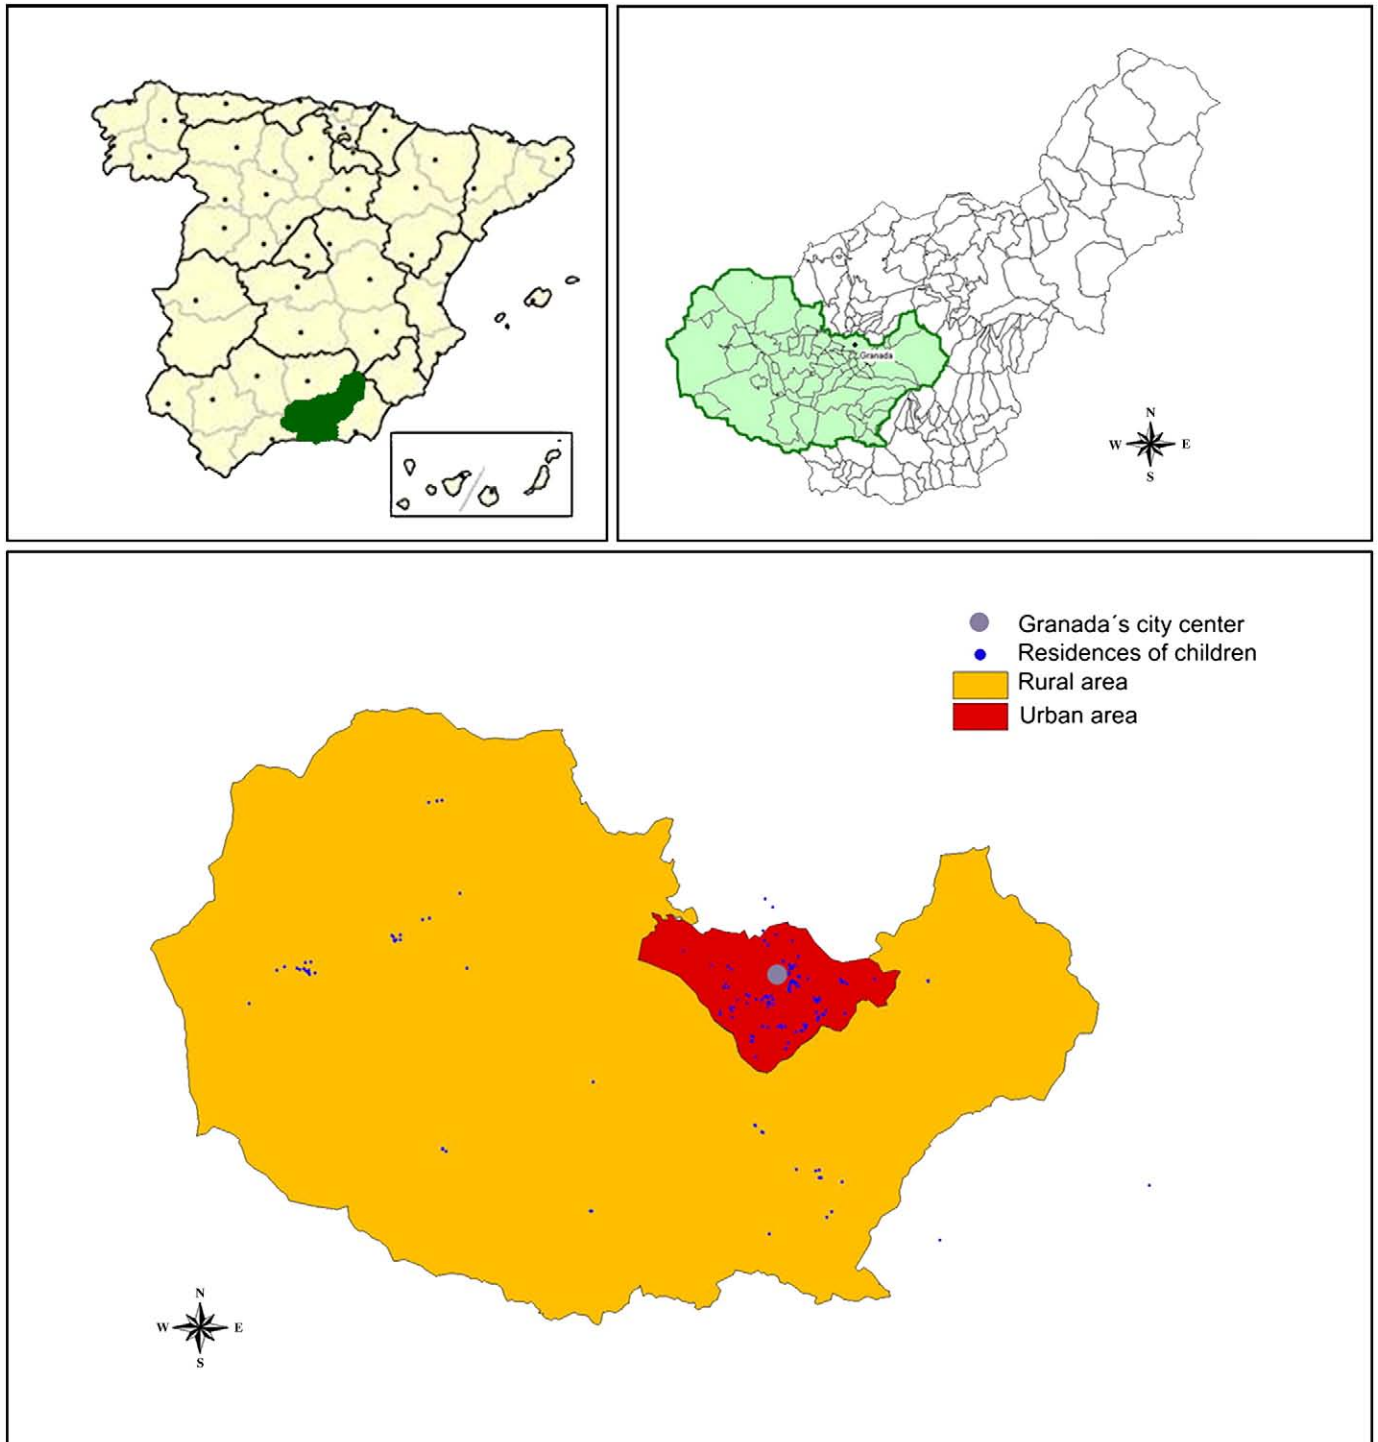 Granada
N
W E
S
Granada´s city center
Residences of children
Rural area
Urban area
N
W E
S